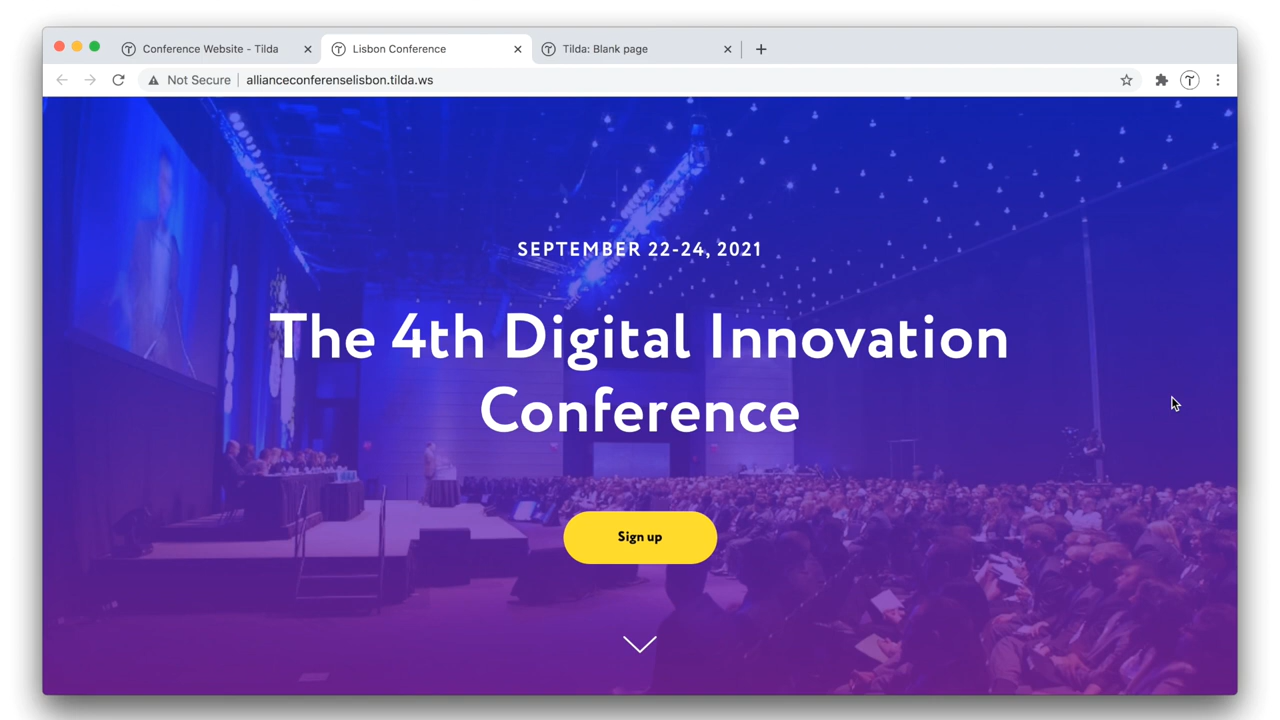 Conference Website - Tilda
Lisbon Conference
Tilda: Blank page
Not Secure
allianceconferenselisbon.tilda.ws
SEPTEMBER 22-24, 2021
The 4th Digital Innovation
Conference
Sign up